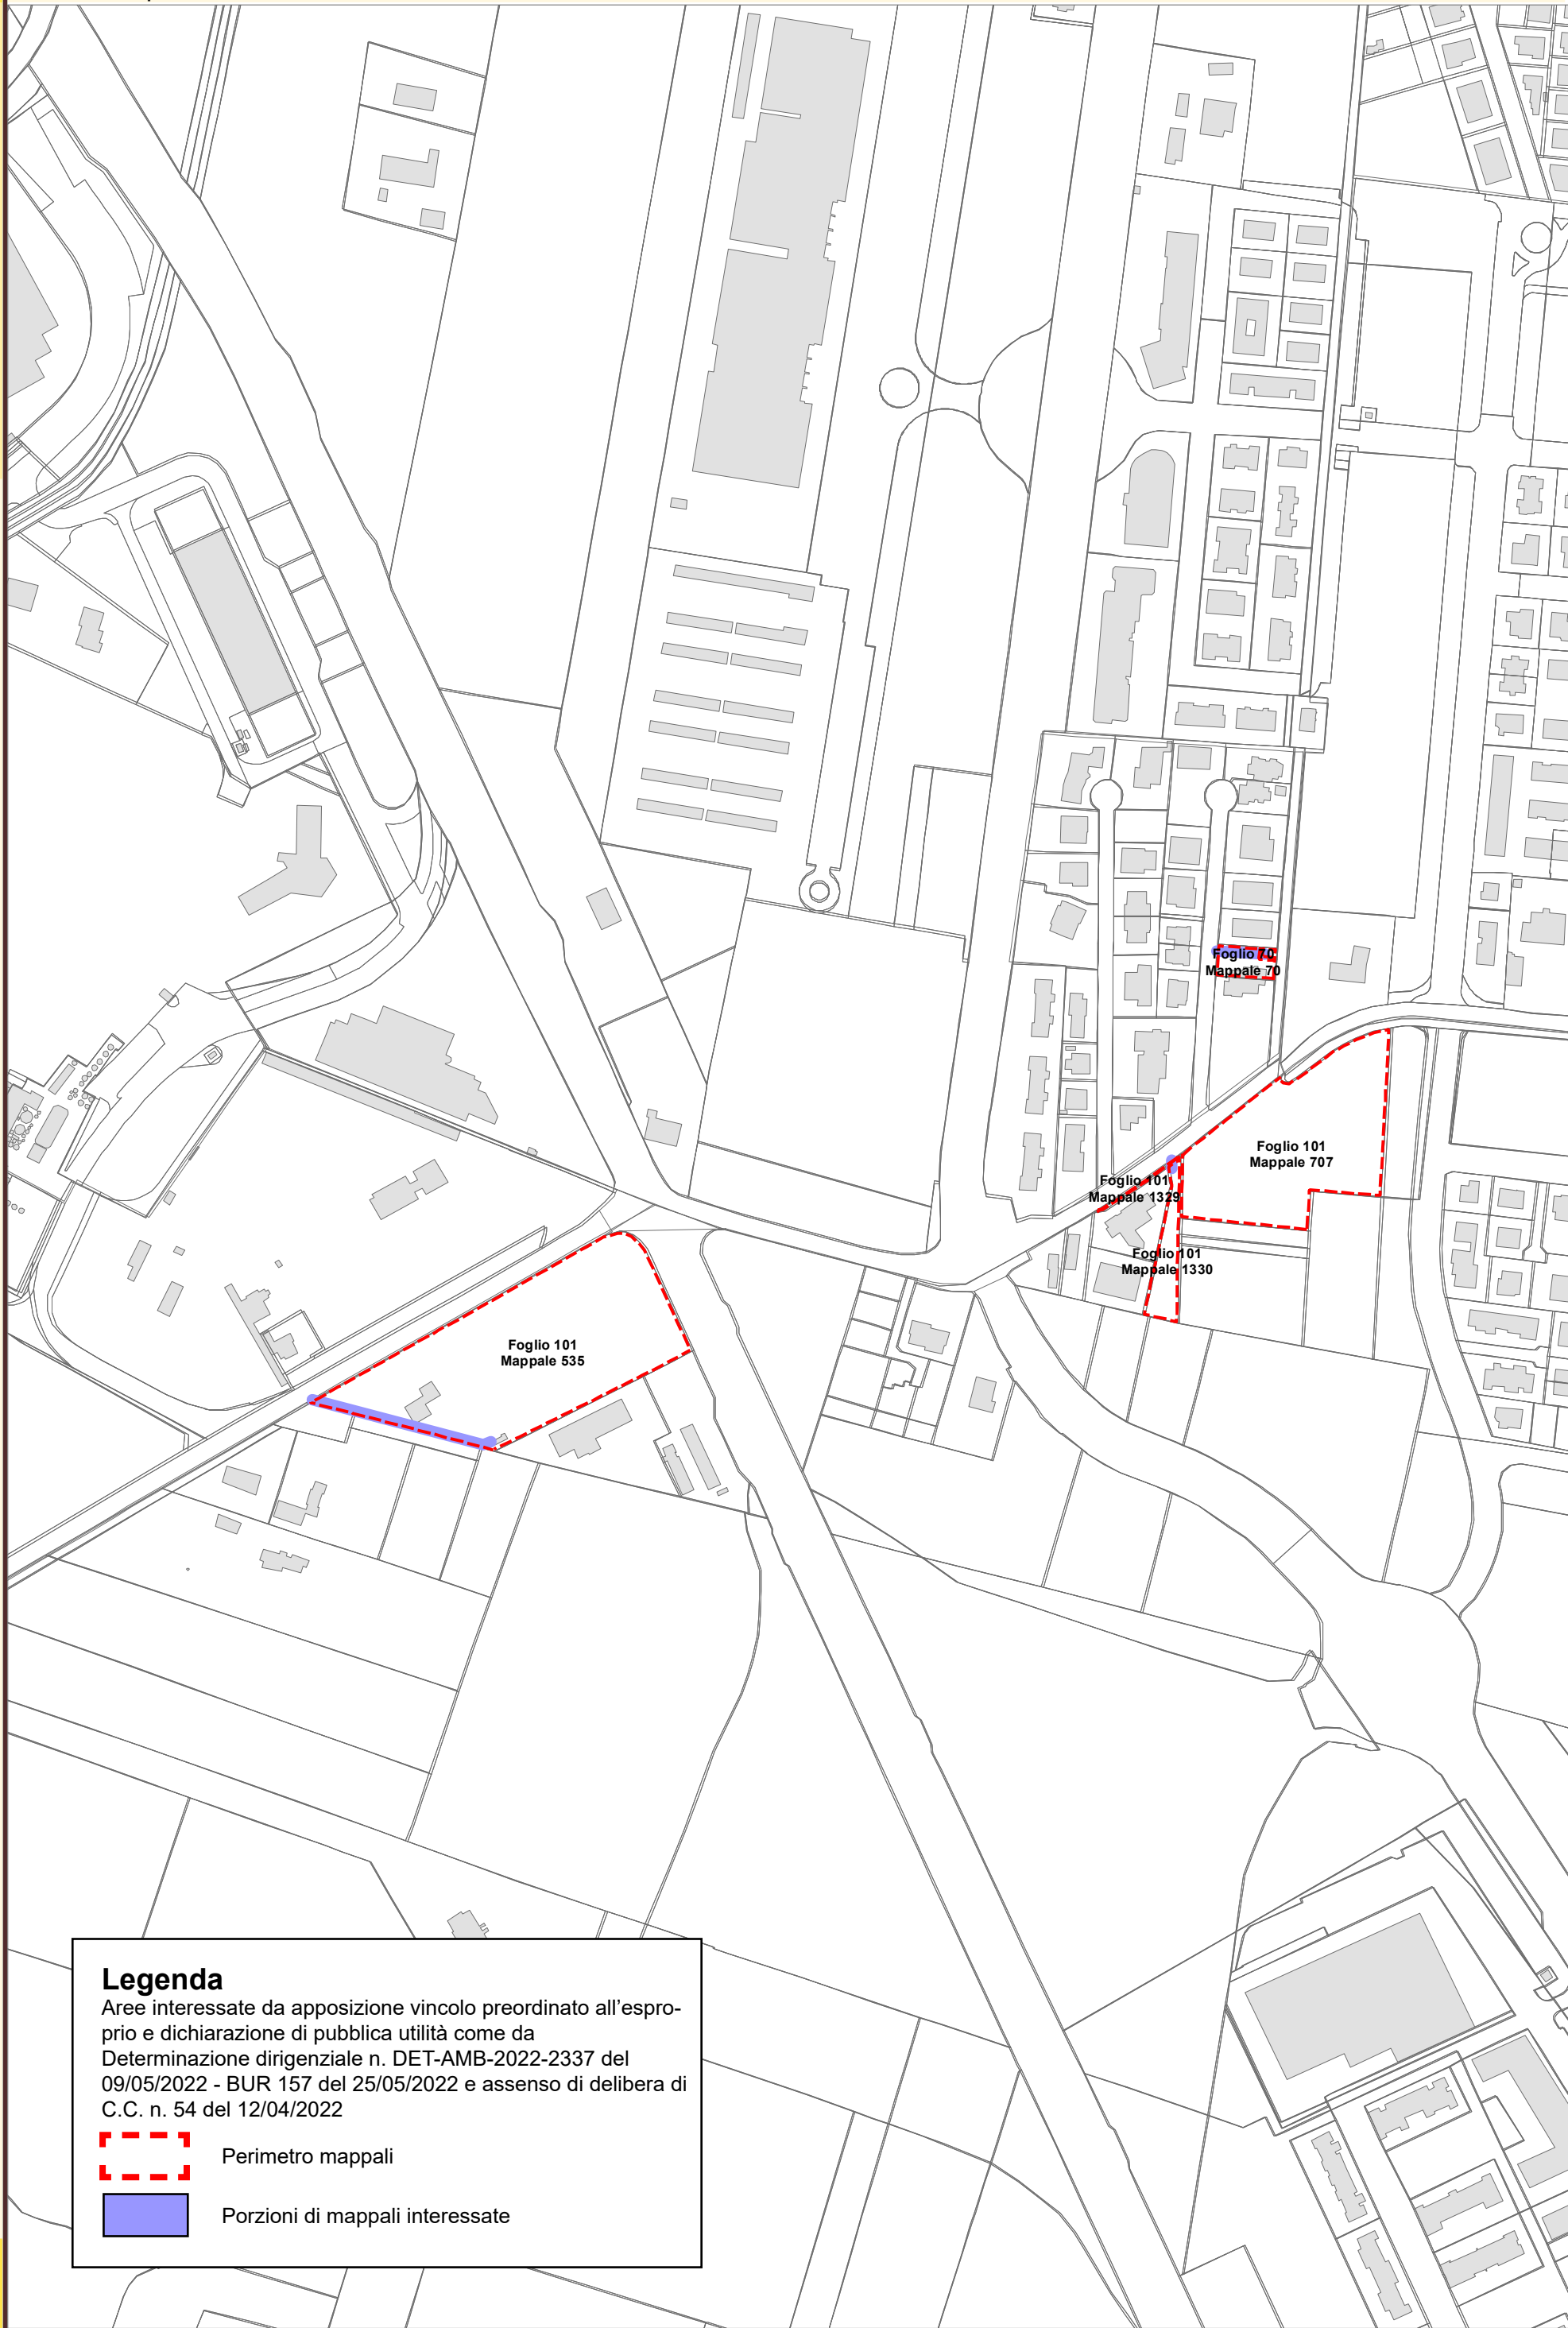 Foglio 70
Mappale 70
Foglio 101
Mappale 707
Foglio 101
Mappale 1329
Foglio 101
Mappale 1330
Foglio 101
Mappale 535
Legenda
Aree interessate da apposizione vincolo preordinato all'espro-
prio e dichiarazione di pubblica utilità come da
Determinazione dirigenziale n. DET-AMB-2022-2337 del
09/05/2022 - BUR 157 del 25/05/2022 e assenso di delibera di
C.C. n. 54 del 12/04/2022
Perimetro mappali
Porzioni di mappali interessate